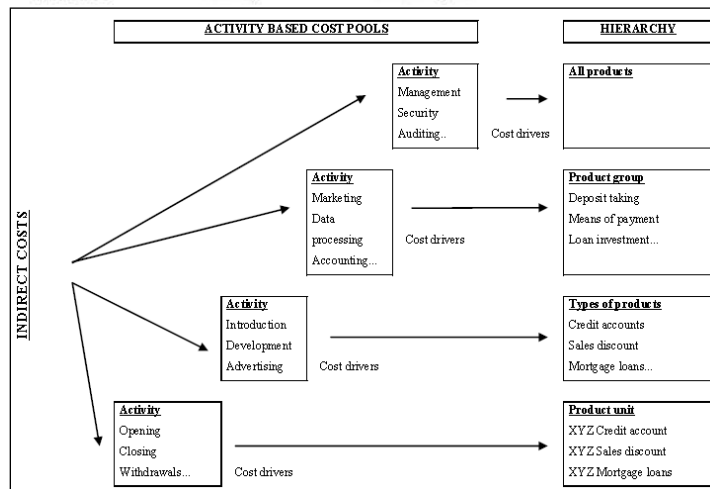 ACTIVITY BASED COST POOLS
HIERARCHY
INDIRECT COSTS
Activity
Management
Security
Auditing..
Cost drivers
All products
Activity
Marketing
Data
processing
Accounting...
Cost drivers
Product group
Deposit taking
Means of payment
Loan investment...
Activity
Introduction
Development
Advertising
Cost drivers
Types of products
Credit accounts
Sales discount
Mortgage loans...
Activity
Opening
Closing
Withdrawals...
Cost drivers
Product unit
XYZ Credit account
XYZ Sales discount
XYZ Mortgage loans